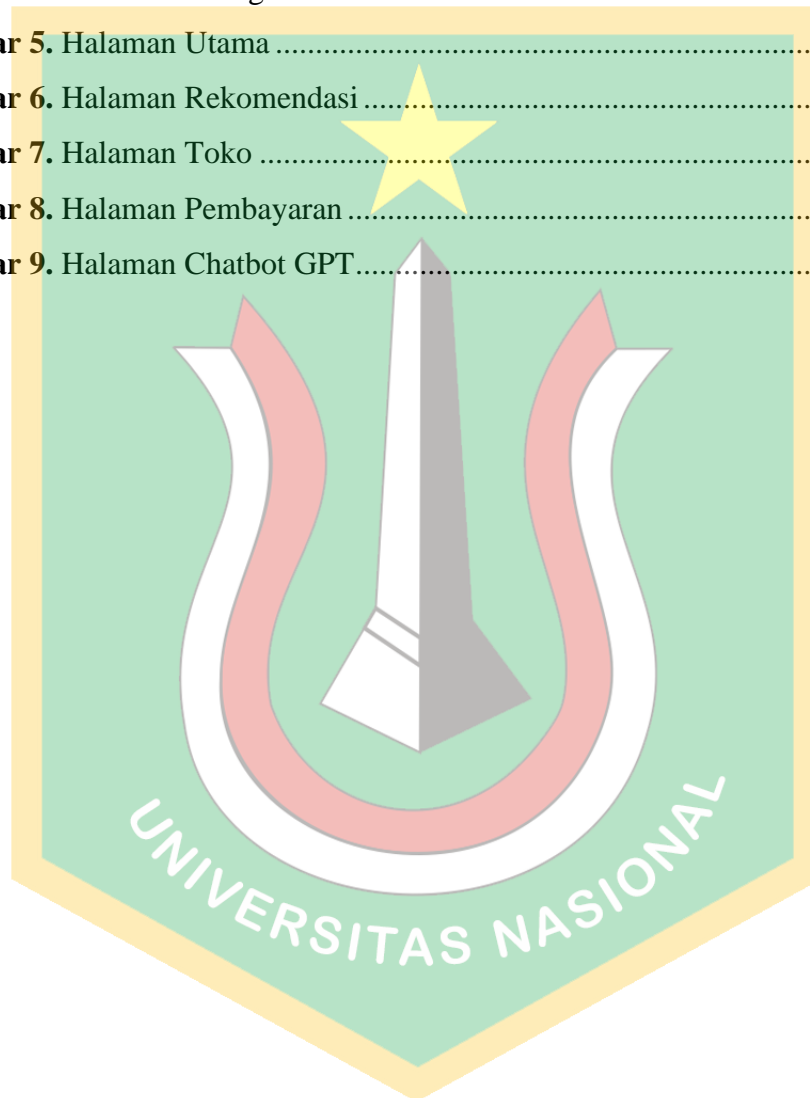 ar 5. Halaman Utama ....................................................................
ar 6. Halaman Rekomendasi .........................................................
ar 7. Halaman Toko ......................................................................
ar 8. Halaman Pembayaran ...........................................................
ar 9. Halaman Chatbot GPT..........................................................
UNIVERSITAS NASIONAL